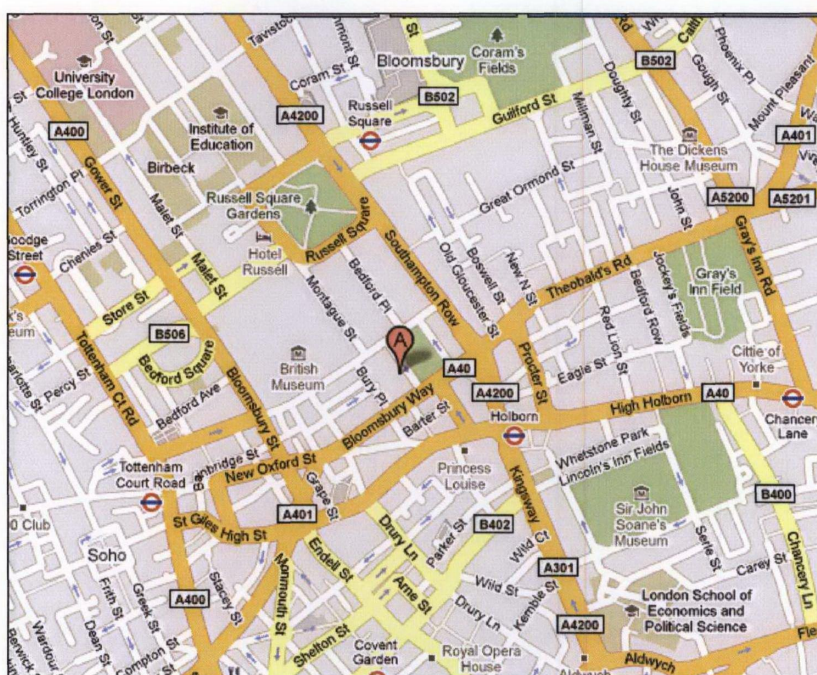 Tavistock
Coram St
Bloomsbury
Coram's
Fields
B502
Doughty St
Gough St
Phoenix Pl
Mount Pleasant
University
College London
A4200
B502
Russell
Square
Guilford St
Millman St
A400
Institute of
Education
A401
Huntley St
Gower St
Birbeck
The Dickens
House Museum
Torrington Pl
Malet St
Russell Square
Gardens
Great Ormond St
John St
A5200
A5201
Chenies St
Hotel
Russell
Russell Square
Southampton Row
Old Gloucester St
Boswell St
New N St
Theobald's Rd
Jockey's Fields
Gray's
Inn Field
Gray's Inn Rd
Street
Store St
Malet St
Montague St
Bedford Pl
Bedford Row
Red Lion St
B506
Bedford Square
A
British
Museum
Procter St
Eagle St
Cittie of
Yorke
Tottenham Ct Rd
Percy St
Bedford Ave
Bloomsbury St
Bury Pl
Bloomsbury Way
A40
A4200
A40
Barter St
Holborn
High Holborn
Chancery
Lane
Tottenham
Court Road
New Oxford St
Grape St
Princess
Louise
Whetstone Park
Lincoln's Inn Fields
Kingsway
B400
St Giles High St
A401
Drury Ln
Parker St
B402
Sir John
Soane's
Museum
Serle St
Chancery Ln
Soho
Endell St
Wild Ct
Carey St
Monmouth St
Arne St
Wild St
A301
Frith St
Greek St
Stacey St
A400
Drury Ln
Kemble St
London School of
Economics and
Political Science
Dean St
Compton St
Shelton St
Covent
Garden
Royal Opera
House
A4200
Aldwych
Aldwych